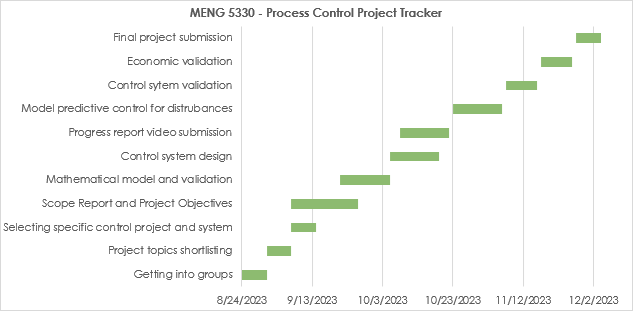 MENG 5330 - Process Control Project Tracker
Final project submission
Economic validation
Control sytem validation
Model predictive control for distrubances
Progress report video submission
Control system design
Mathematical model and validation
Scope Report and Project Objectives
Selecting specific control project and system
Project topics shortlisting
Getting into groups
8/24/2023 9/13/2023 10/3/2023 10/23/2023 11/12/2023 12/2/2023